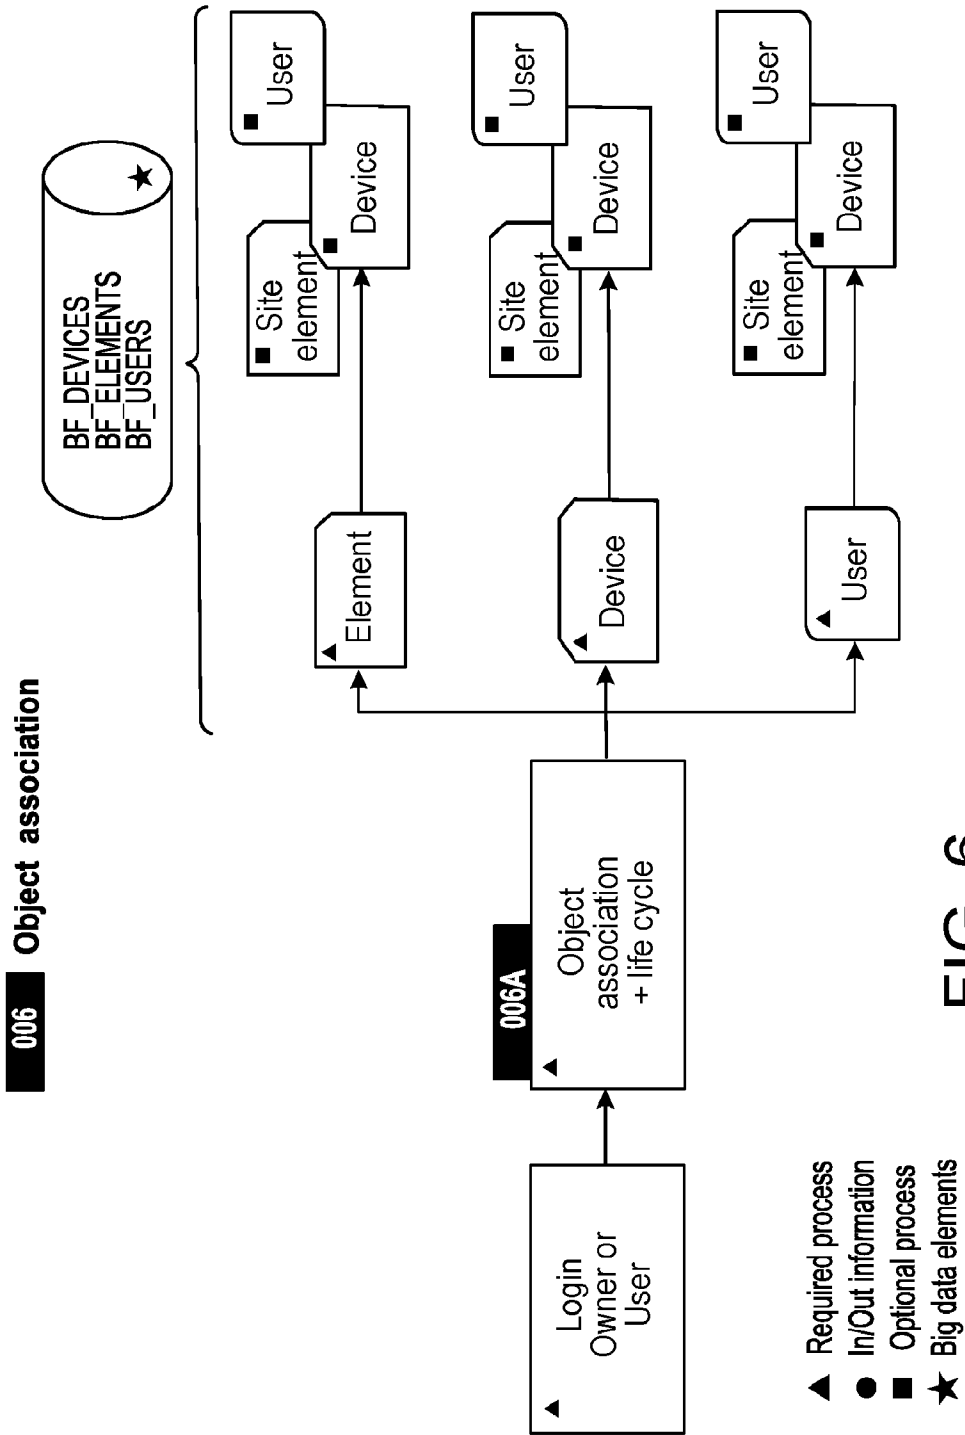 006 Object association
BF_DEVICES
BF_ELEMENTS
BF_USERS
Login
Owner or
User
006A
Object
association
+ life cycle
Element
Site
element
Device
User
Device
Site
element
Device
User
User
Site
element
Device
User
Required process
In/Out information
Optional process
Big data elements
FIG. 6